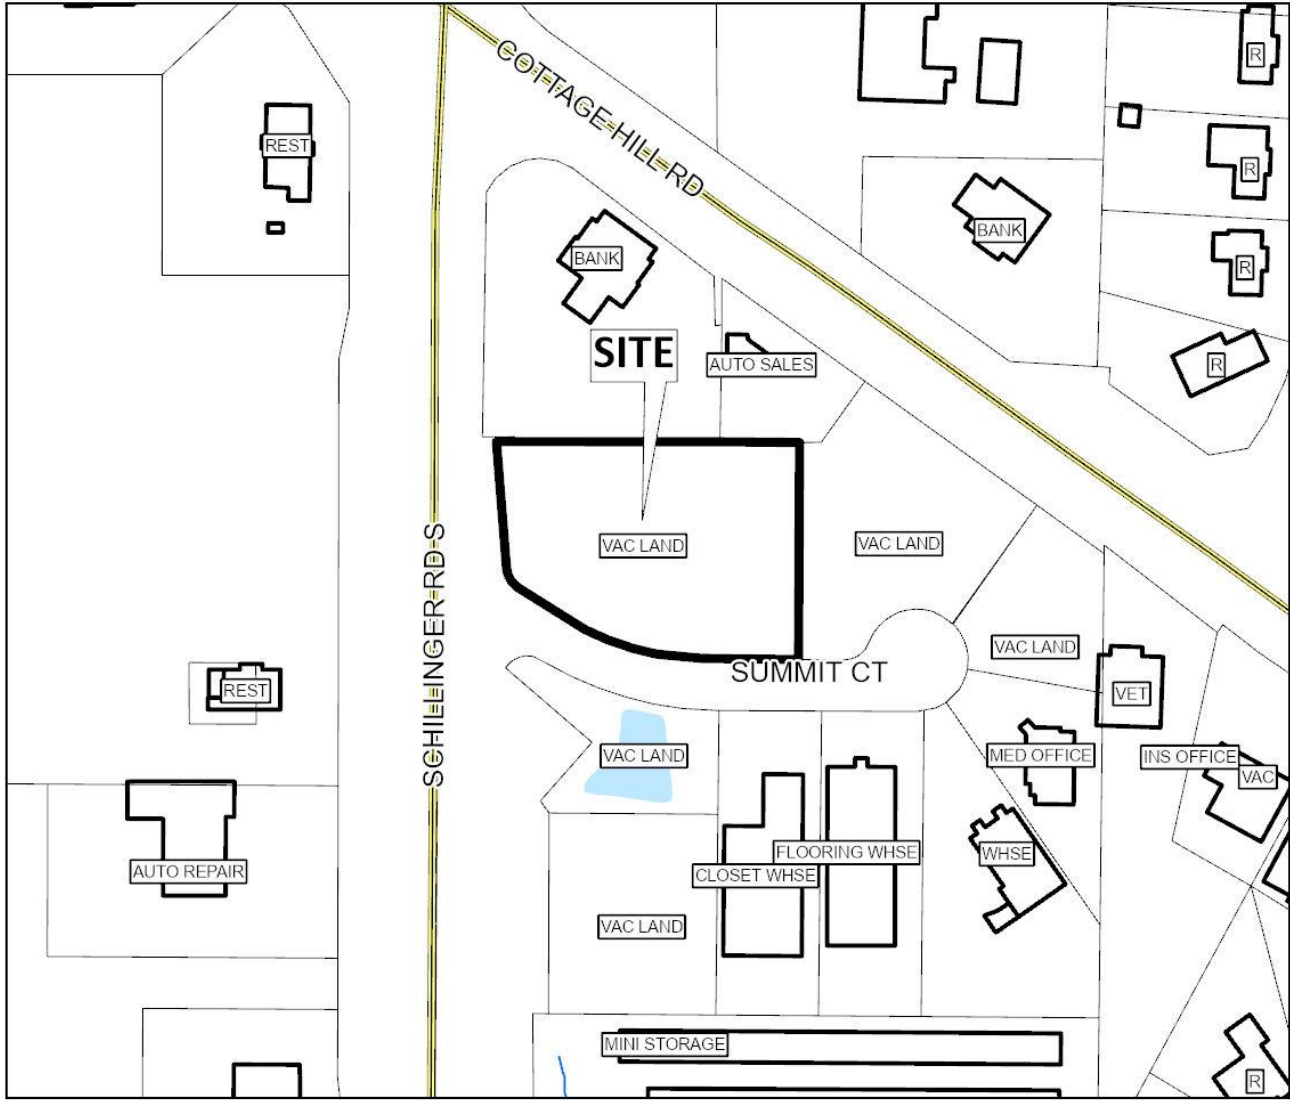 COTTAGE HILL RD
R
REST
R
BANK
BANK
R
SITE
AUTO SALES
R
VAC LAND
VAC LAND
SCHILLINGER RD S
VAC LAND
SUMMIT CT
REST
VET
VAC LAND
MED OFFICE
INS OFFICE
VAC
AUTO REPAIR
FLOORING WHSE
WHSE
CLOSET WHSE
VAC LAND
MINI STORAGE
R